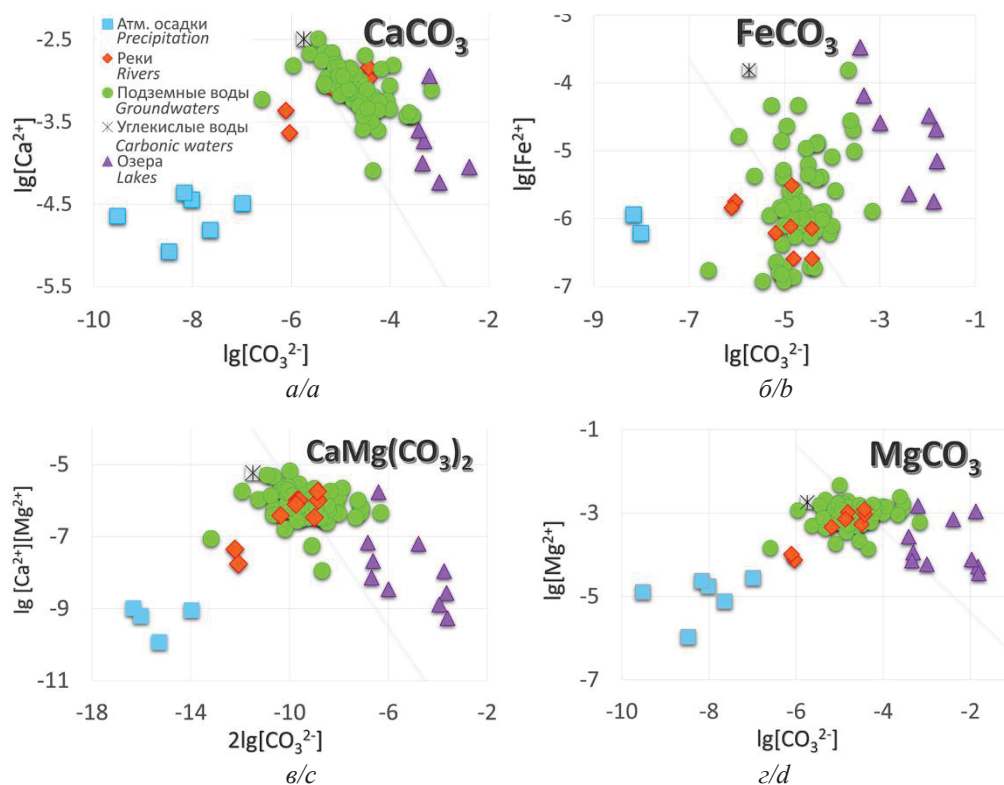 Атм. осадки
Precipitation
Реки
Rivers
Подземные воды
Groundwaters
Углекислые воды
Carbonic waters
Озера
Lakes
CaCO₃
-2.5
-3.5
-4.5
-5.5
lg[Ca²⁺]
-10 -8 -6 -4 -2
lg[CO₃²⁻]
а/a
FeCO₃
-3
-4
-5
-6
-7
lg[Fe²⁺]
-9 -7 -5 -3 -1
lg[CO₃²⁻]
б/b
CaMg(CO₃)₂
-5
-7
-9
-11
lg [Ca²⁺][Mg²⁺]
-18 -14 -10 -6 -2
2lg[CO₃²⁻]
в/c
MgCO₃
-1
-3
-5
-7
lg[Mg²⁺]
-10 -8 -6 -4 -2
lg[CO₃²⁻]
г/d